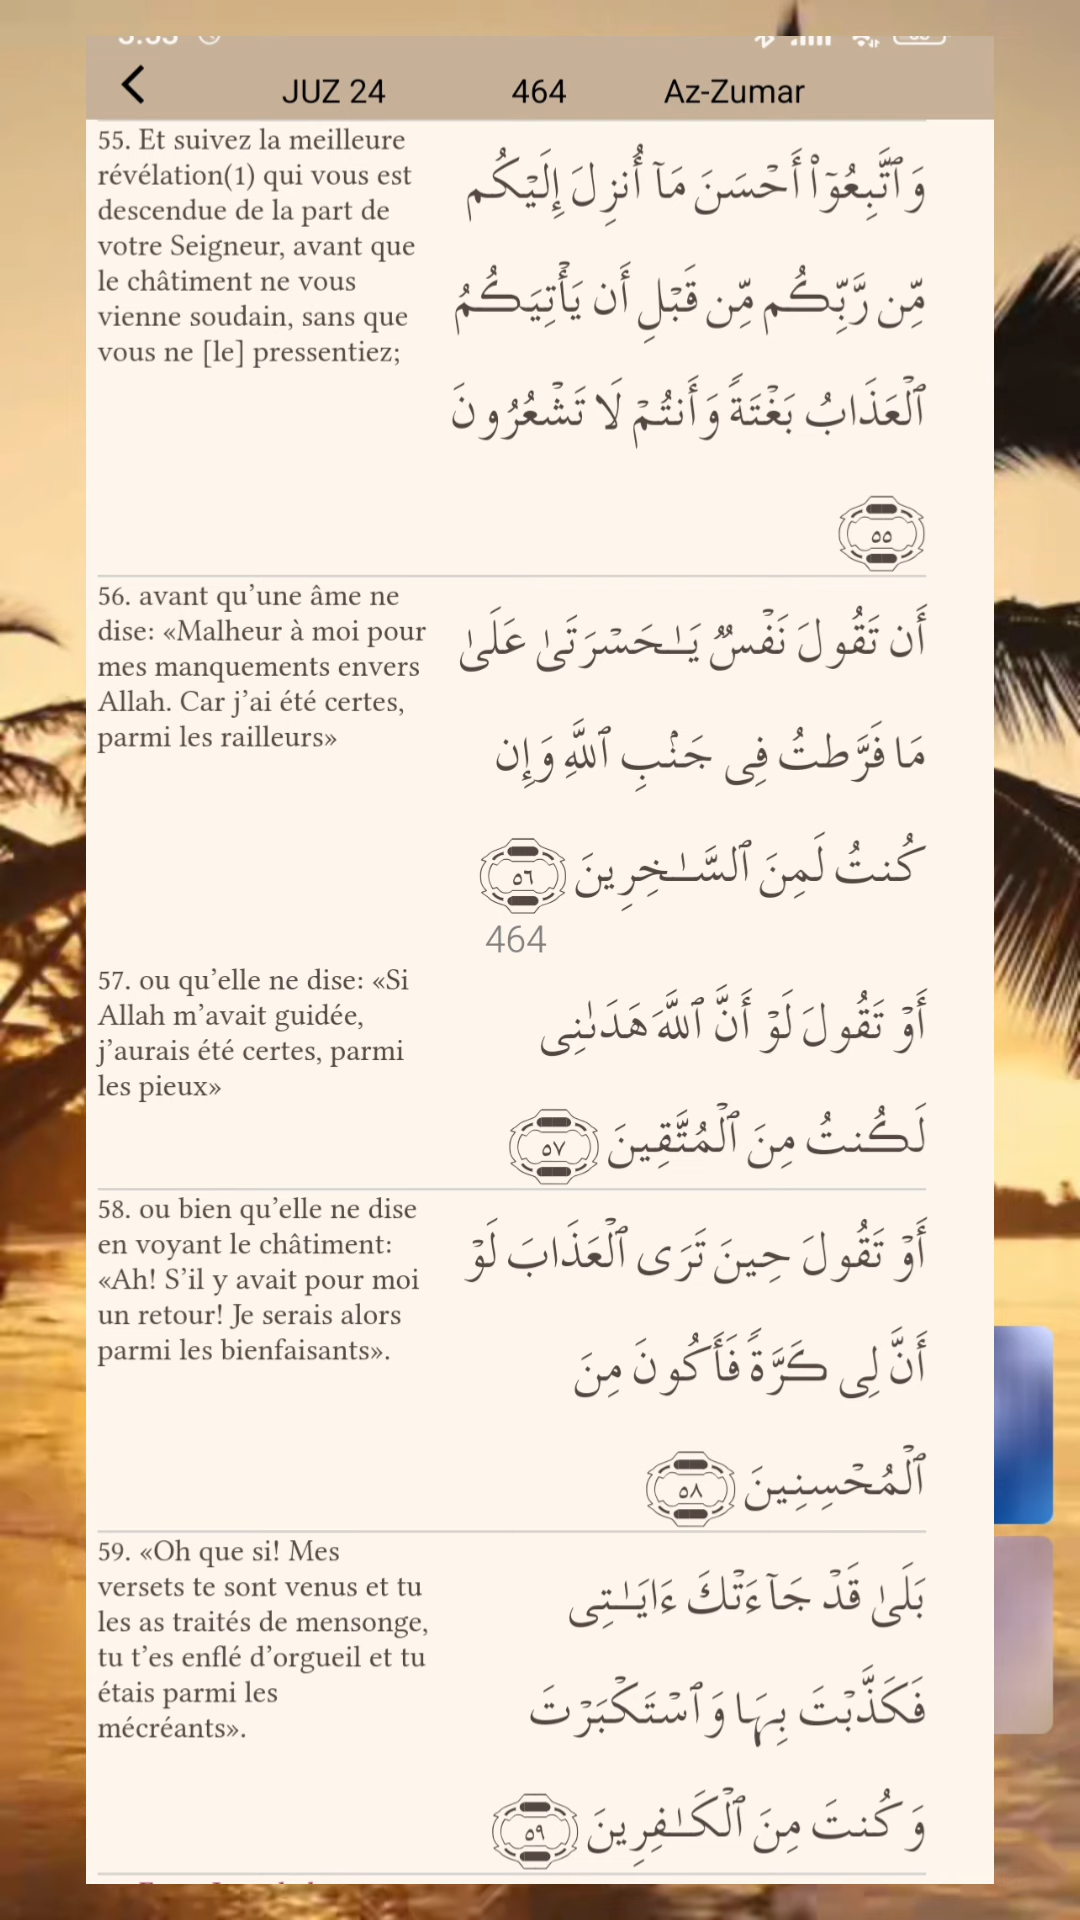 JUZ 24 464 Az-Zumar
55. Et suivez la meilleure
révélation(1) qui vous est
descendue de la part de
votre Seigneur, avant que
le châtiment ne vous
vienne soudain, sans que
vous ne [le] pressentiez;
وَٱتَّبِعُوٓا۟ أَحْسَنَ مَآ أُنزِلَ إِلَيْكُم
مِّن رَّبِّكُم مِّن قَبْلِ أَن يَأْتِيَكُمُ
ٱلْعَذَابُ بَغْتَةً وَأَنتُمْ لَا تَشْعُرُونَ
٥٥
56. avant qu’une âme ne
dise: «Malheur à moi pour
mes manquements envers
Allah. Car j’ai été certes,
parmi les railleurs»
أَن تَقُولَ نَفْسٌ يَـٰحَسْرَتَىٰ عَلَىٰ
مَا فَرَّطتُ فِى جَنۢبِ ٱللَّهِ وَإِن
كُنتُ لَمِنَ ٱلسَّـٰخِرِينَ ٥٦
464
57. ou qu’elle ne dise: «Si
Allah m’avait guidée,
j’aurais été certes, parmi
les pieux»
أَوْ تَقُولَ لَوْ أَنَّ ٱللَّهَ هَدَىٰنِى
لَكُنتُ مِنَ ٱلْمُتَّقِينَ ٥٧
58. ou bien qu’elle ne dise
en voyant le châtiment:
«Ah! S’il y avait pour moi
un retour! Je serais alors
parmi les bienfaisants».
أَوْ تَقُولَ حِينَ تَرَى ٱلْعَذَابَ لَوْ
أَنَّ لِى كَرَّةً فَأَكُونَ مِنَ
ٱلْمُحْسِنِينَ ٥٨
59. «Oh que si! Mes
versets te sont venus et tu
les as traités de mensonge,
tu t’es enflé d’orgueil et tu
étais parmi les
mécréants».
بَلَىٰ قَدْ جَآءَتْكَ ءَايَـٰتِى
فَكَذَّبْتَ بِهَا وَٱسْتَكْبَرْتَ
وَكُنتَ مِنَ ٱلْكَـٰفِرِينَ ٥٩